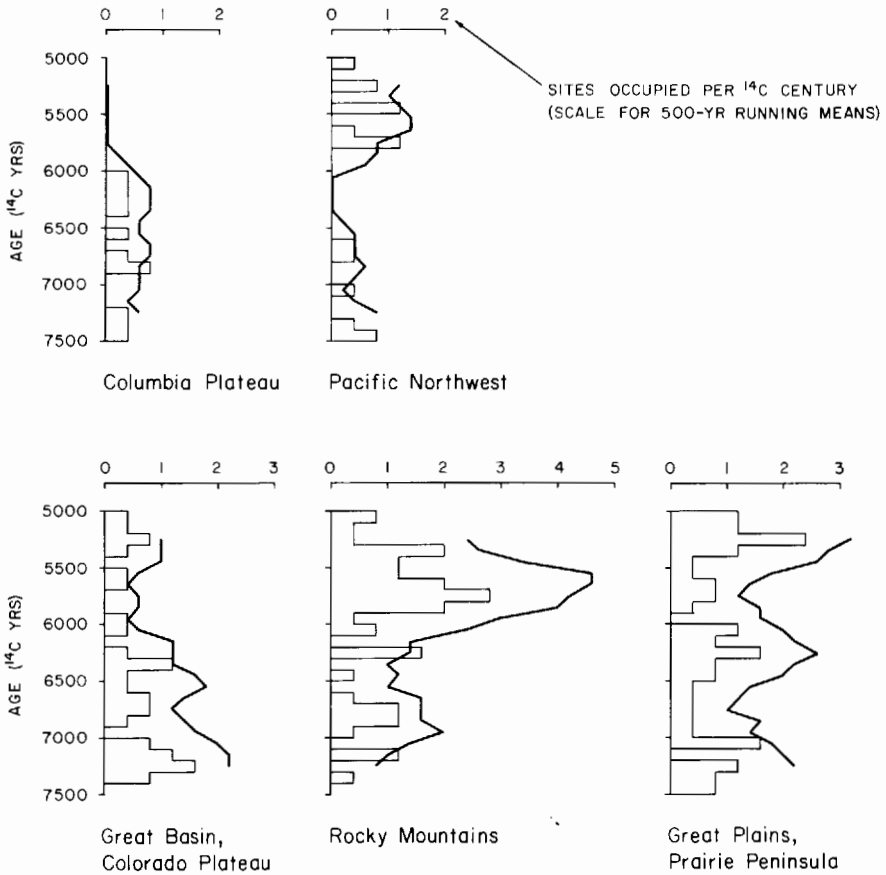 0 1 2
0 1 2
SITES OCCUPIED PER ¹⁴C CENTURY
(SCALE FOR 500-YR RUNNING MEANS)
AGE (¹⁴C YRS)
5000
5500
6000
6500
7000
7500
Columbia Plateau
Pacific Northwest
0 1 2 3
0 1 2 3 4 5
0 1 2 3
AGE (¹⁴C YRS)
5000
5500
6000
6500
7000
7500
Great Basin,
Colorado Plateau
Rocky Mountains
Great Plains,
Prairie Peninsula